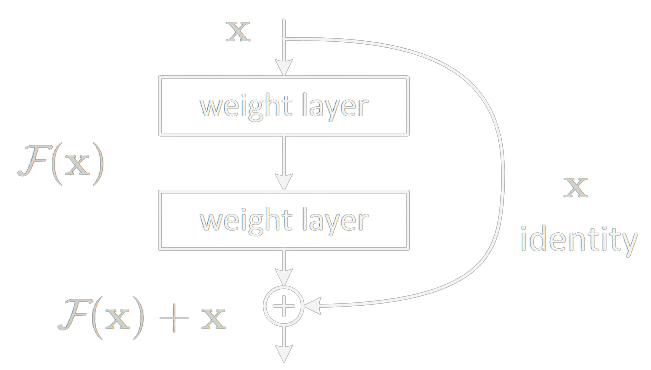 x
weight layer
F(x)
weight layer
x
identity
F(x) + x